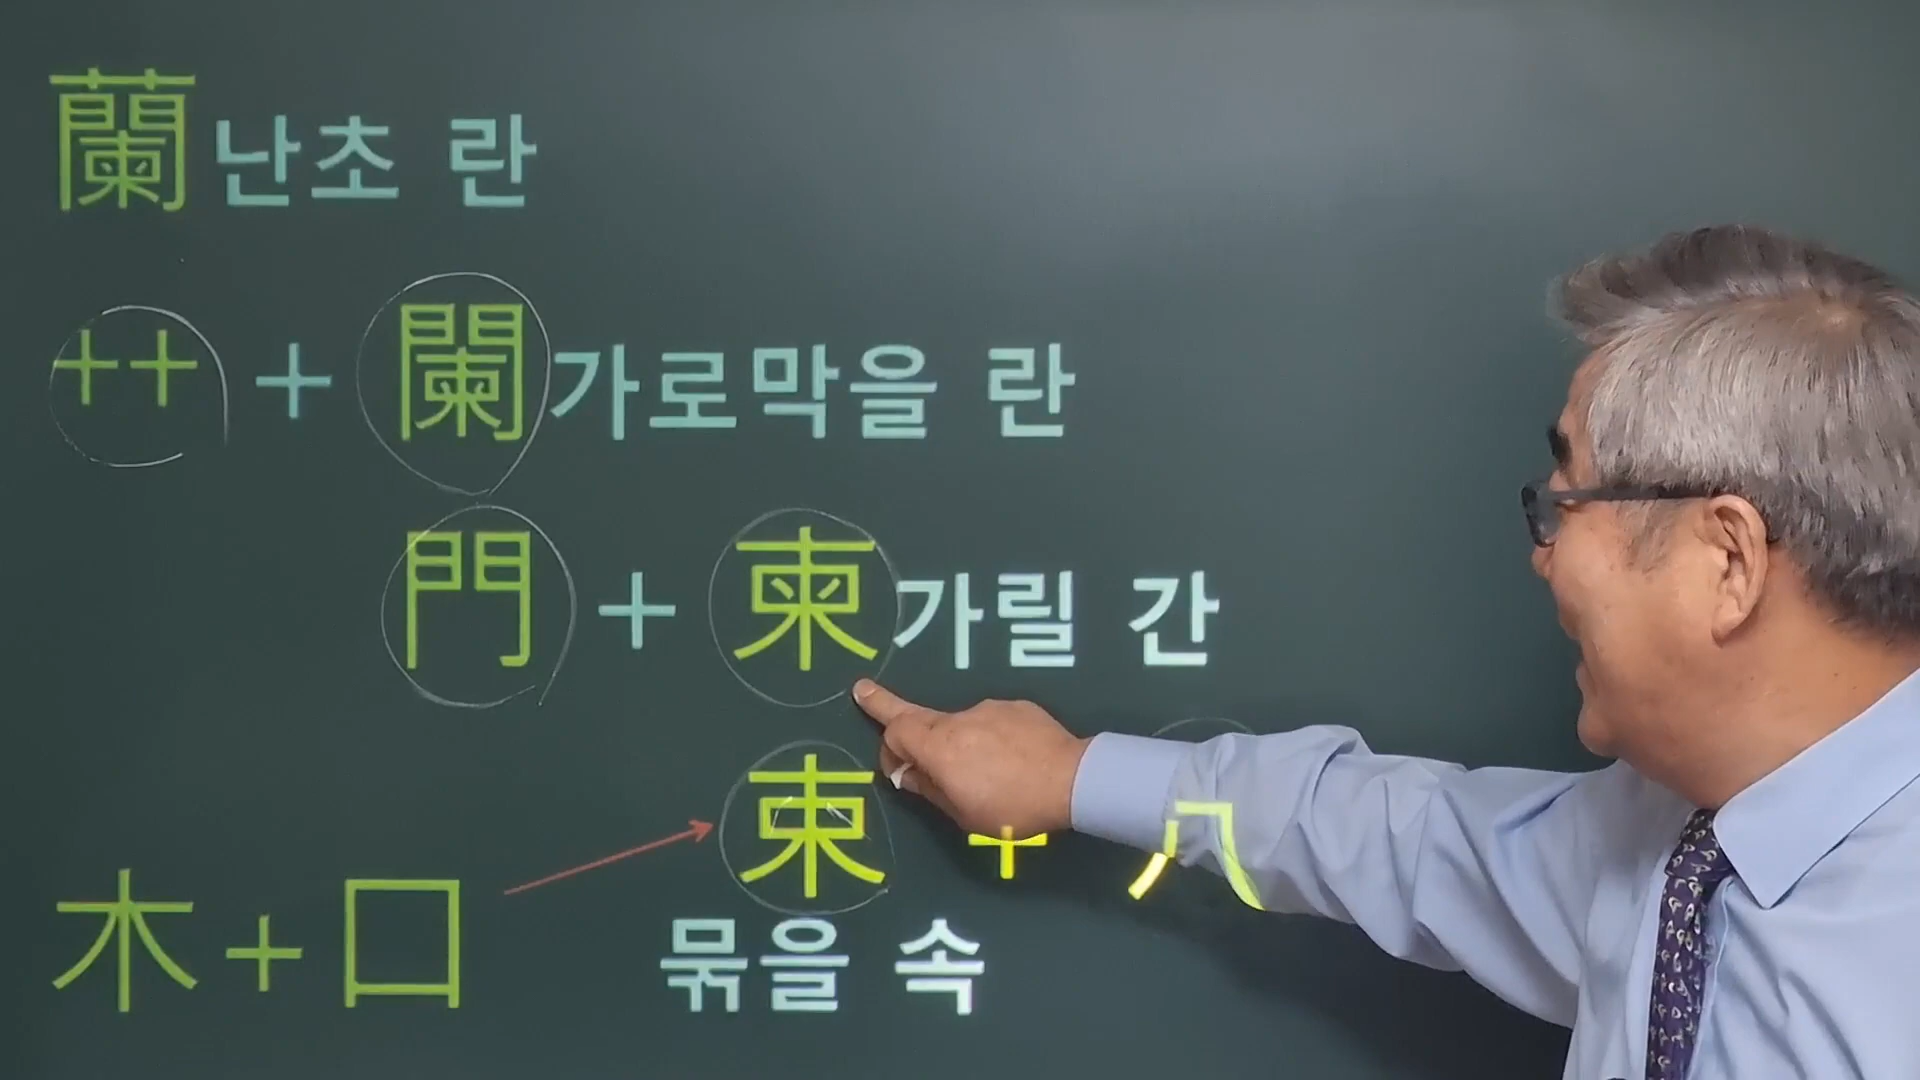 蘭 난초 란
++ + 闌 가로막을 란
門 + 柬 가릴 간
束 + 八
木 + 口
묶을 속